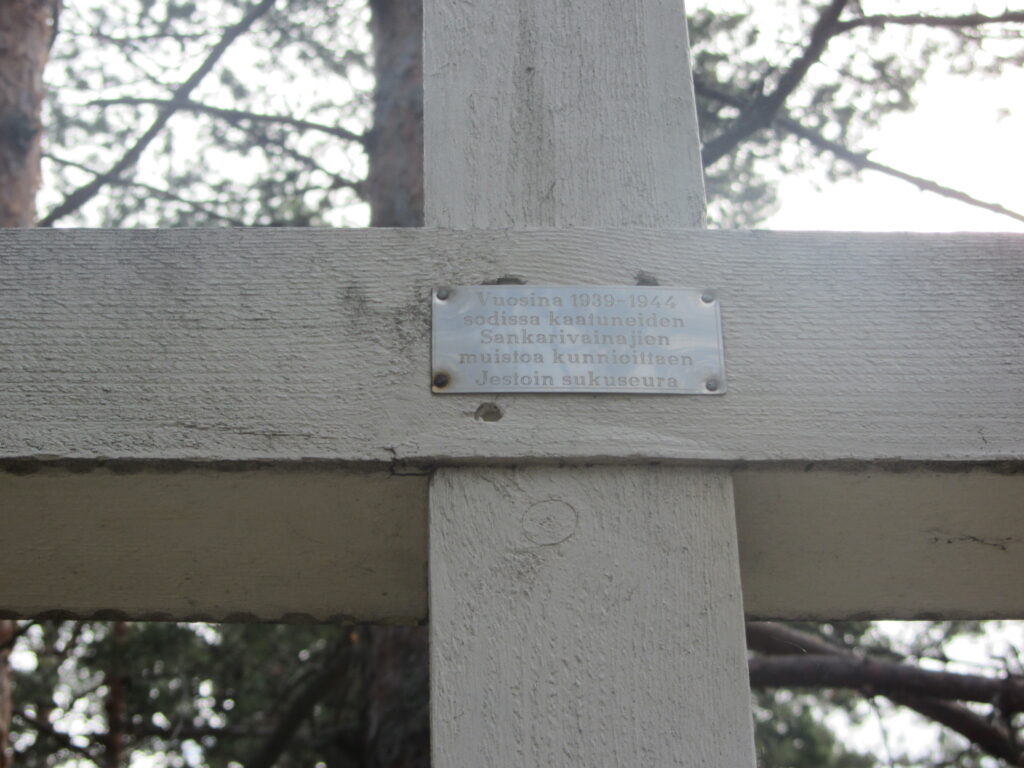 Vuosina 1939-1944
sodissa kaatuneiden
Sankarivainajien
muistoa kunnioittaen
Jestoin sukuseura